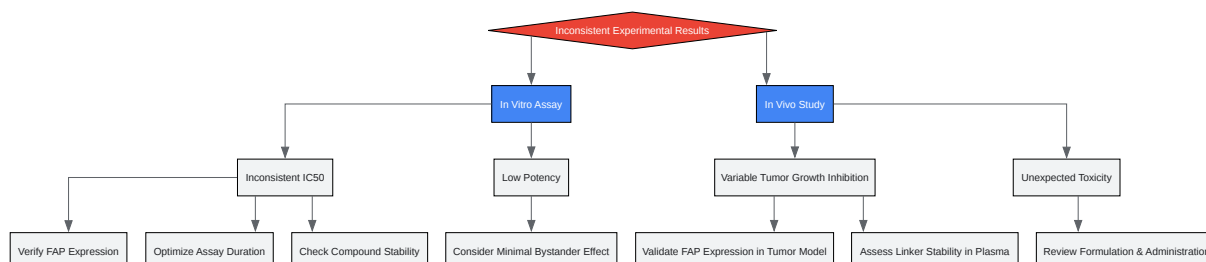 Inconsistent Experimental Results
In Vitro Assay
In Vivo Study
Inconsistent IC50
Low Potency
Variable Tumor Growth Inhibition
Unexpected Toxicity
Verify FAP Expression
Optimize Assay Duration
Check Compound Stability
Consider Minimal Bystander Effect
Validate FAP Expression in Tumor Model
Assess Linker Stability in Plasma
Review Formulation & Administration